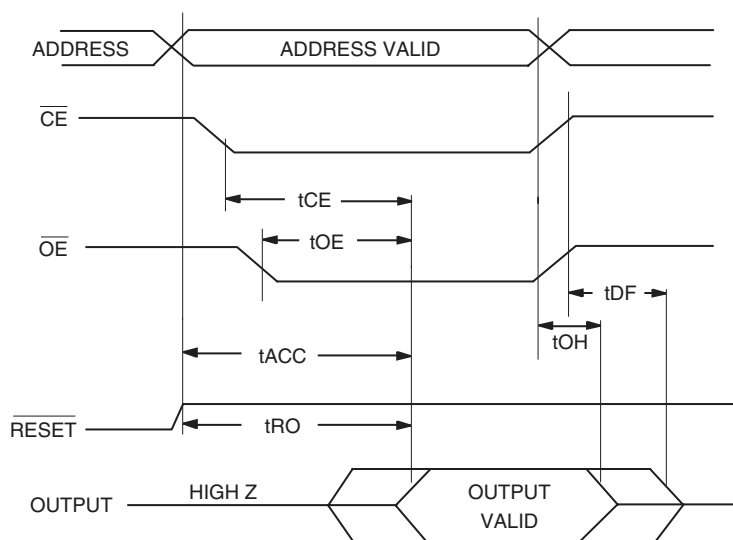 ADDRESS
ADDRESS VALID
CE
tCE
OE
tOE
tDF
tOH
tACC
RESET
tRO
OUTPUT
HIGH Z
OUTPUT
VALID